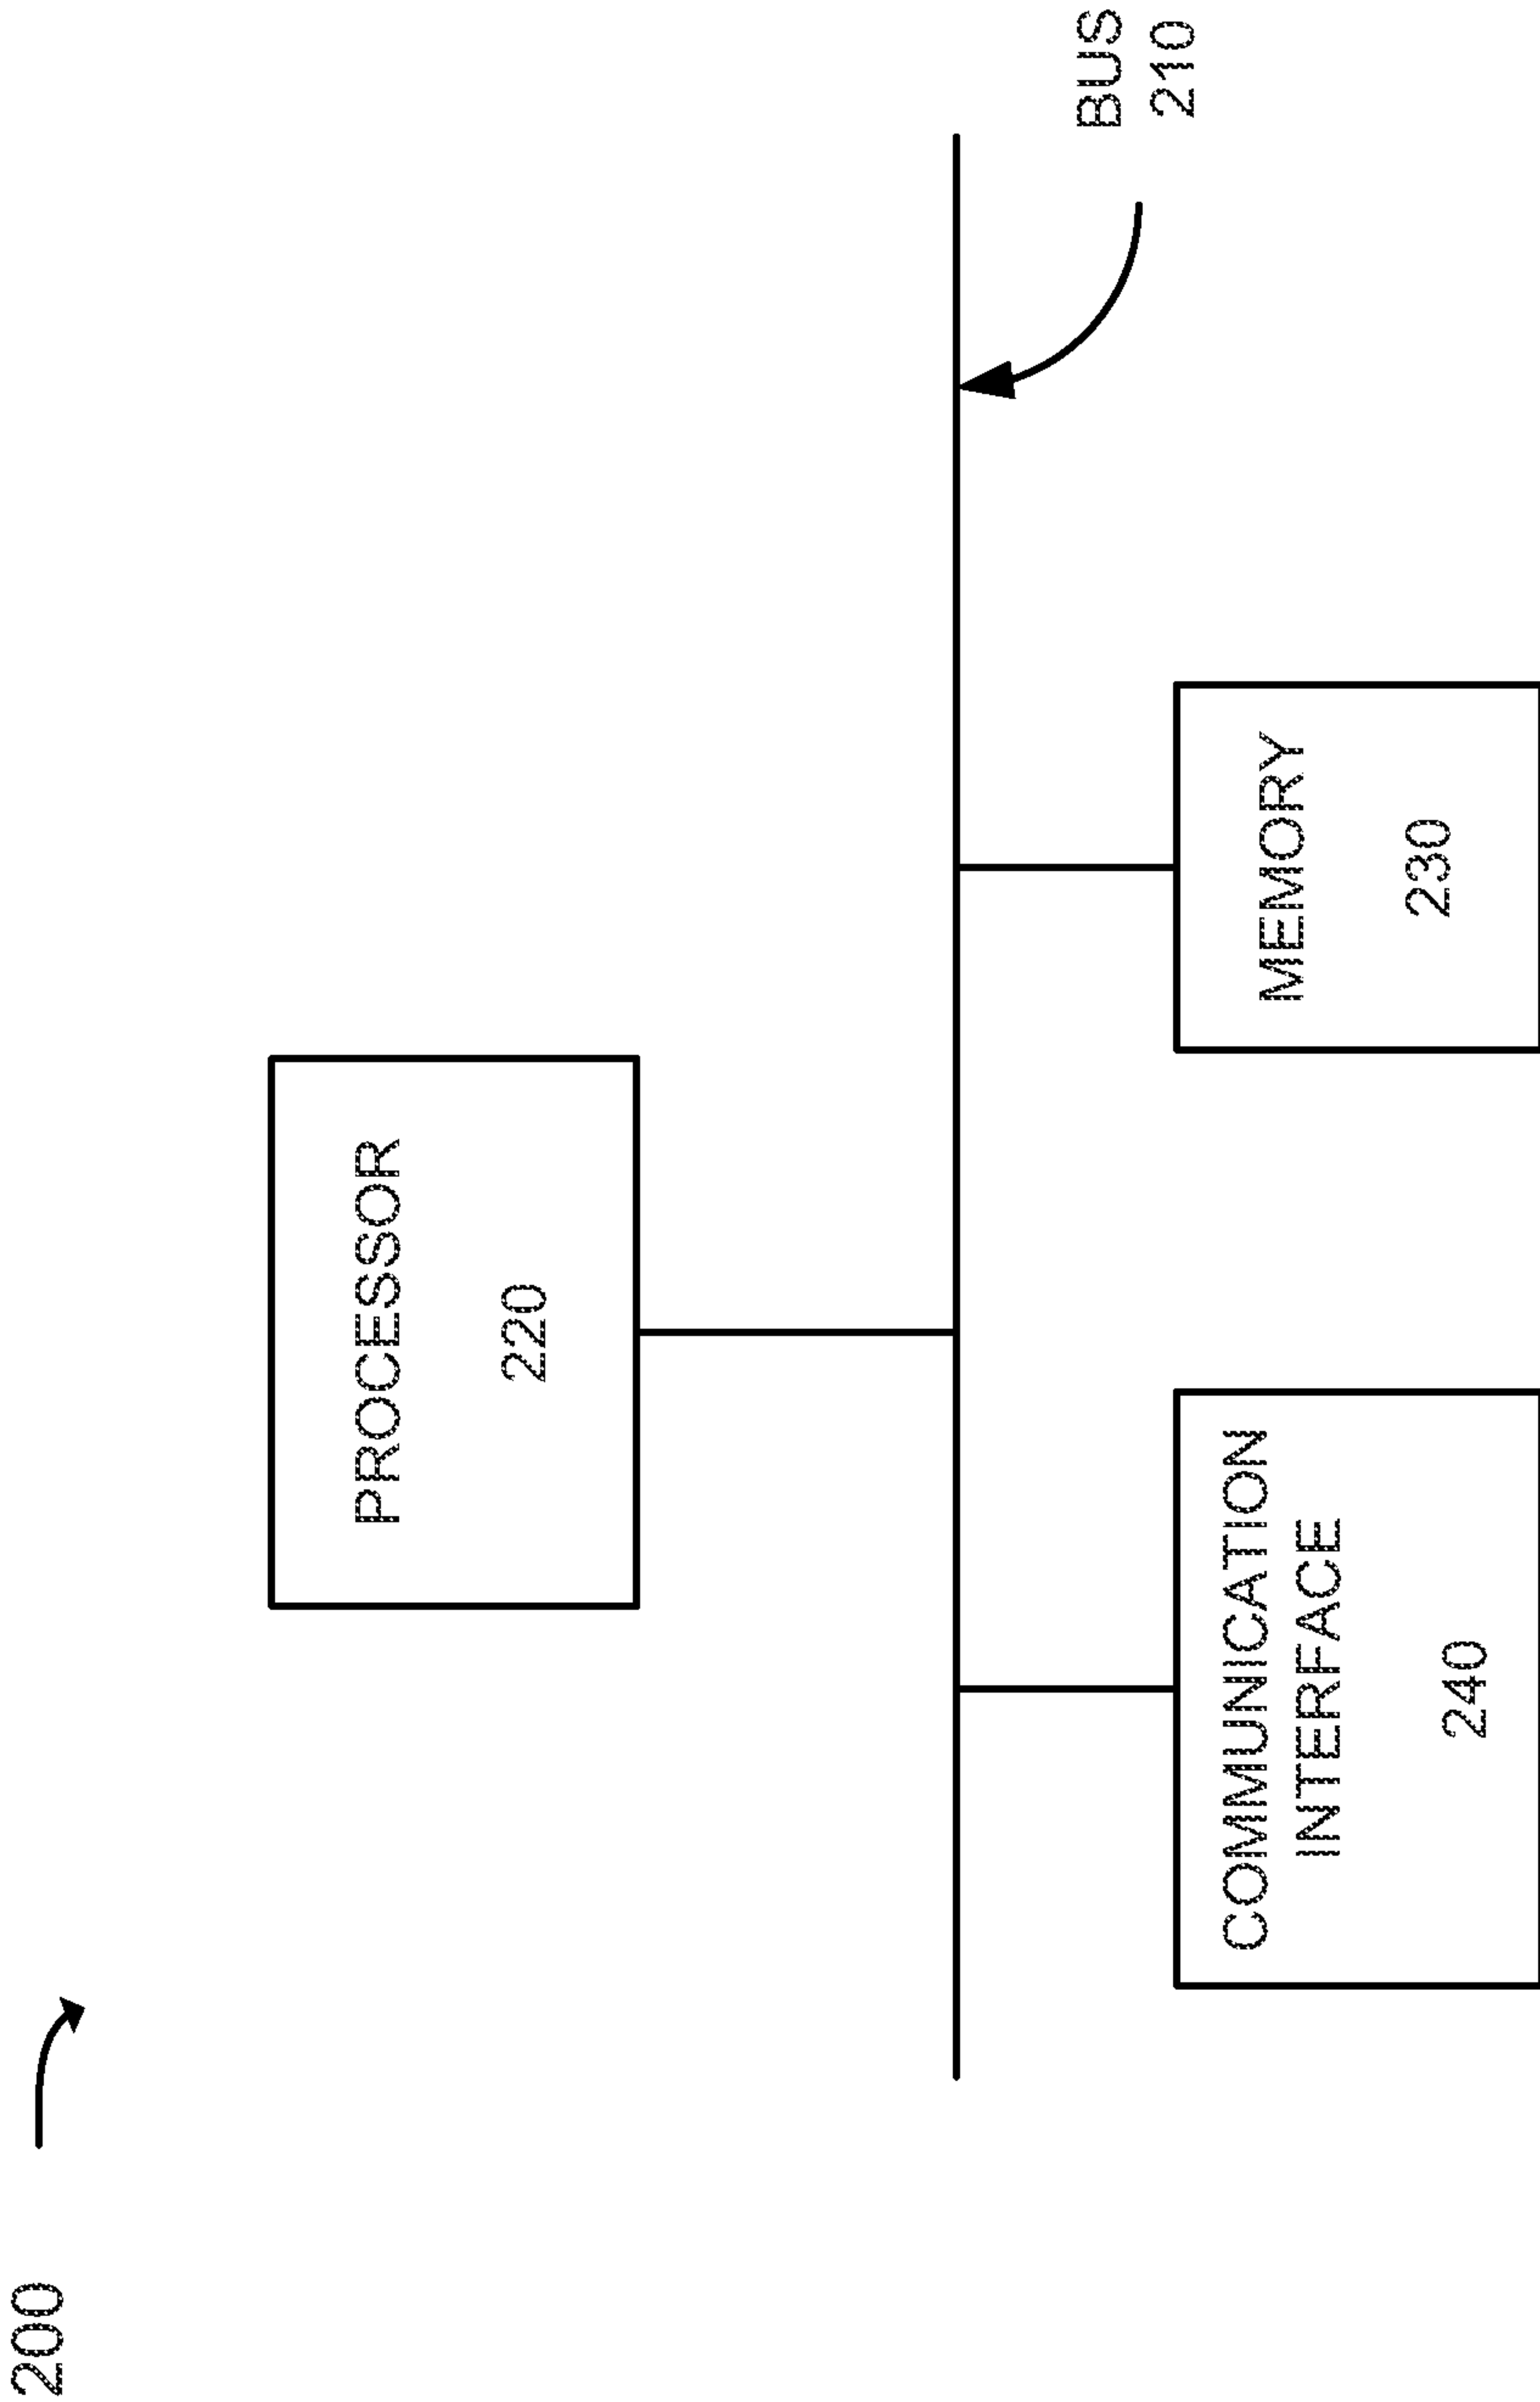 200
PROCESSOR
220
BUS
210
COMMUNICATION
INTERFACE
240
MEMORY
230